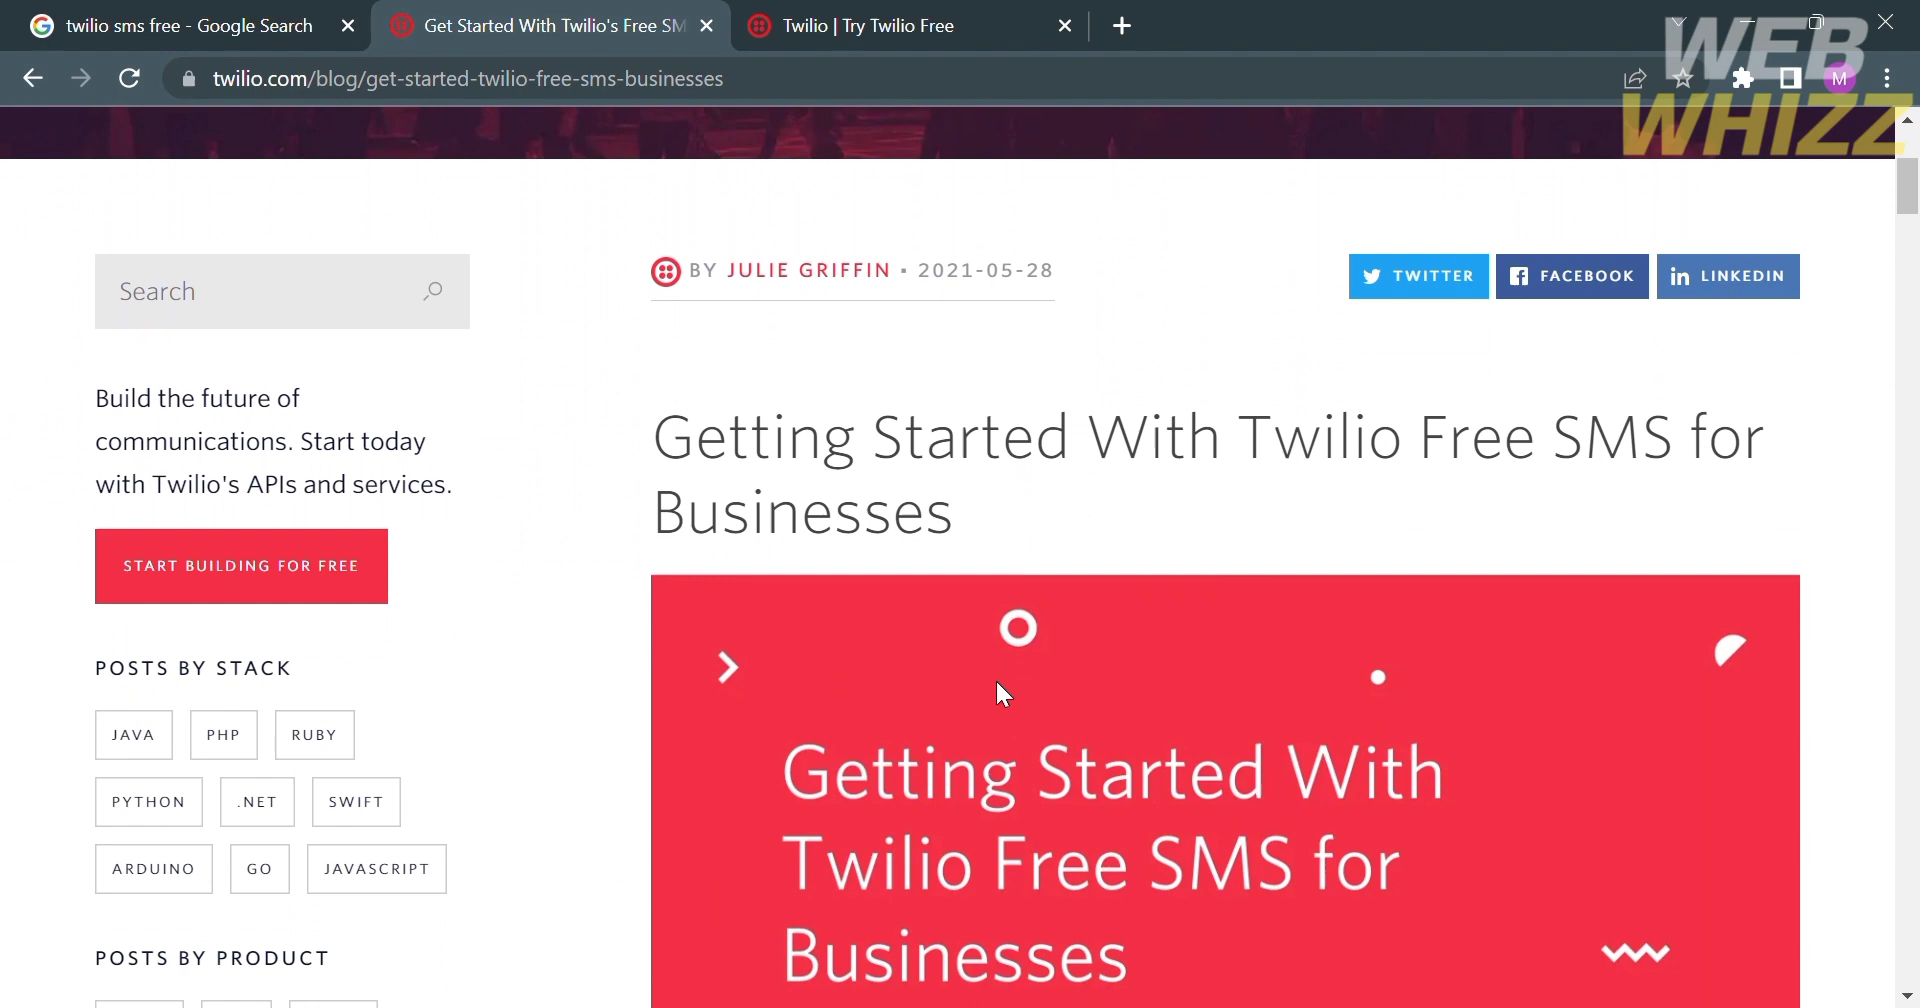 twilio sms free - Google Search
Get Started With Twilio's Free SM
Twilio | Try Twilio Free
twilio.com/blog/get-started-twilio-free-sms-businesses
M
WEB
WHIZZ
Search
BY JULIE GRIFFIN ▪ 2021-05-28
TWITTER
FACEBOOK
LINKEDIN
Build the future of
communications. Start today
with Twilio's APIs and services.
START BUILDING FOR FREE
Getting Started With Twilio Free SMS for
Businesses
POSTS BY STACK
JAVA
PHP
RUBY
PYTHON
.NET
SWIFT
ARDUINO
GO
JAVASCRIPT
POSTS BY PRODUCT
Getting Started With
Twilio Free SMS for
Businesses